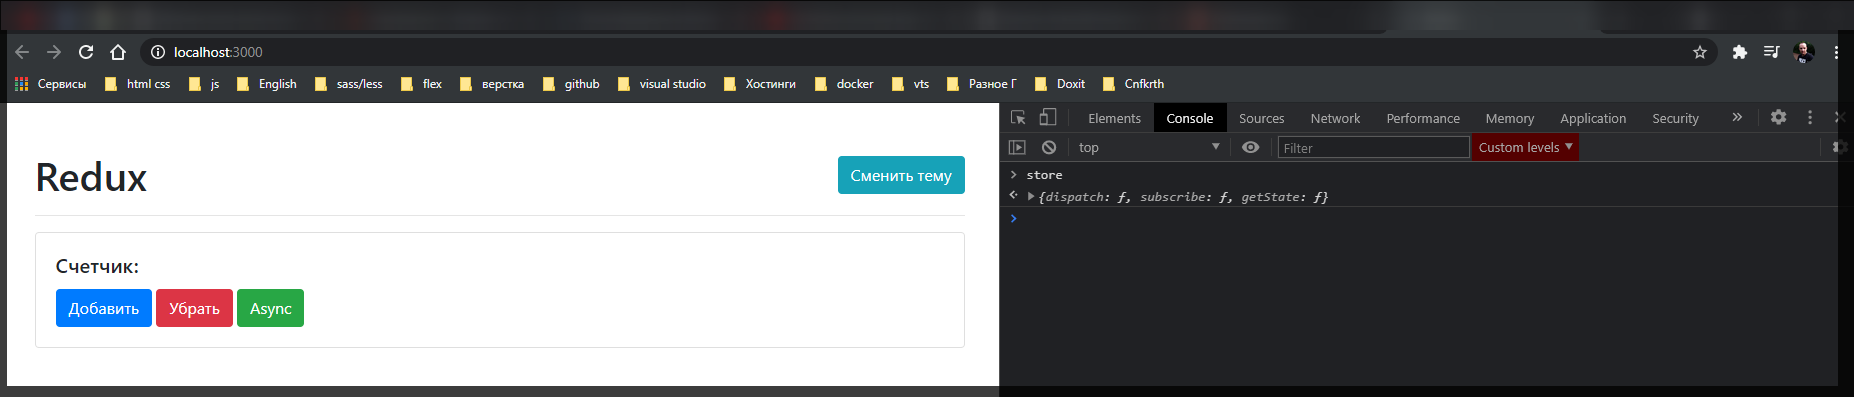 localhost:3000
Сервисы html css js English sass/less flex верстка github visual studio Хостинги docker vts Разное Г Doxit Cnfkrth
Elements Console Sources Network Performance Memory Application Security »
top Filter Custom levels
Redux Сменить тему
store
{dispatch: ƒ, subscribe: ƒ, getState: ƒ}
Счетчик:
Добавить Убрать Async